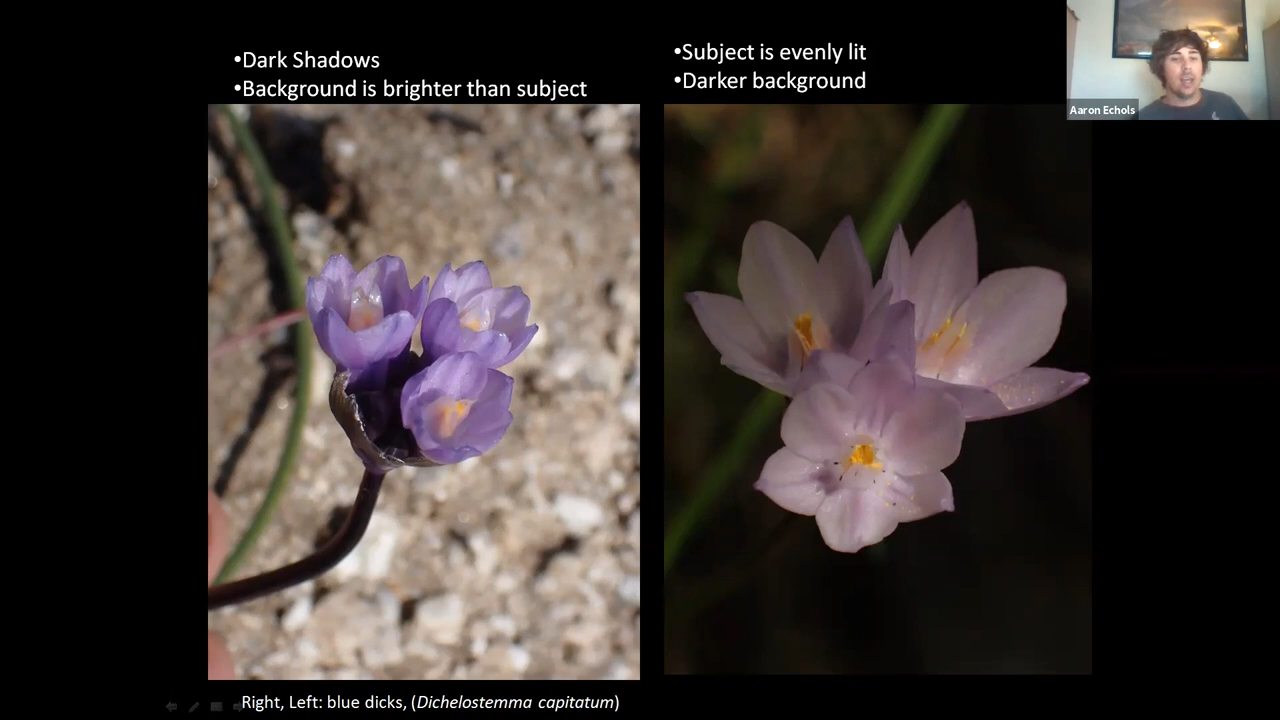 •Dark Shadows
•Background is brighter than subject
•Subject is evenly lit
•Darker background
Aaron Echols
Right, Left: blue dicks, (Dichelostemma capitatum)